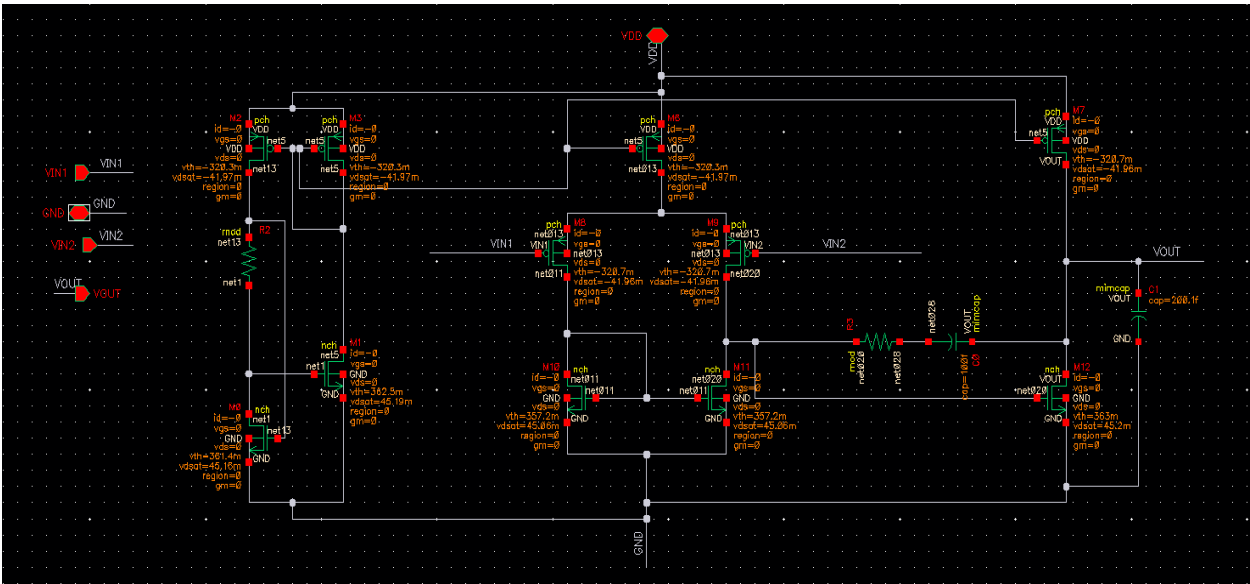 VDD
VDD
M2
pch
id=-0
VDD
vgs=0
net5
VDD
vds=0
vth=-320.3m
net13
vdsat=-41.97m
region=0
gm=0
pch
M3
VDD
id=-0
vgs=0
net5
VDD
vds=0
vth=-320.3m
net5
vdsat=-41.97m
region=0
gm=0
pch
VDD
id=-0
vgs=0
net5
VDD
vds=0
vth=-320.7m
net013
vdsat=-41.96m
region=0
gm=0
M7
pch
id=-0
VDD
vgs=0
net5
VDD
vds=0
vth=-320.7m
VOUT
vdsat=-41.96m
region=0
gm=0
VIN1
VIN1
GND
GND
VIN2
VIN2
VOUT
VOUT
R2
net13
net1
VIN1
pch
net013
id=-0
VIN1
vgs=0
net013
vds=0
net011
vth=-320.7m
vdsat=-41.96m
region=0
gm=0
pch
id=-0
net013
vgs=0
VIN2
net013
vds=0
net020
vth=-320.7m
vdsat=-41.96m
region=0
gm=0
VIN2
VOUT
mimcap
VOUT
C1
cap=200.1f
GND
net020
net028
net028
VOUT
mimcap
C0
cap=100f
nch
M1
net5
id=-0
vgs=0
net1
GND
vds=0
GND
vth=362.5m
vdsat=45.19m
region=0
gm=0
M0
nch
id=-0
net1
vgs=0
net13
GND
vds=0
vth=361.4m
GND
vdsat=45.16m
region=0
gm=0
M10
nch
id=-0
net011
vgs=0
net011
GND
vds=0
GND
vth=357.2m
vdsat=45.06m
region=0
gm=0
nch
M11
net020
id=-0
vgs=0
net011
GND
vds=0
GND
vth=357.2m
vdsat=45.06m
region=0
gm=0
nch
M12
VOUT
id=-0
vgs=0
net020
GND
vds=0
GND
vth=363m
vdsat=45.2m
region=0
gm=0
GND